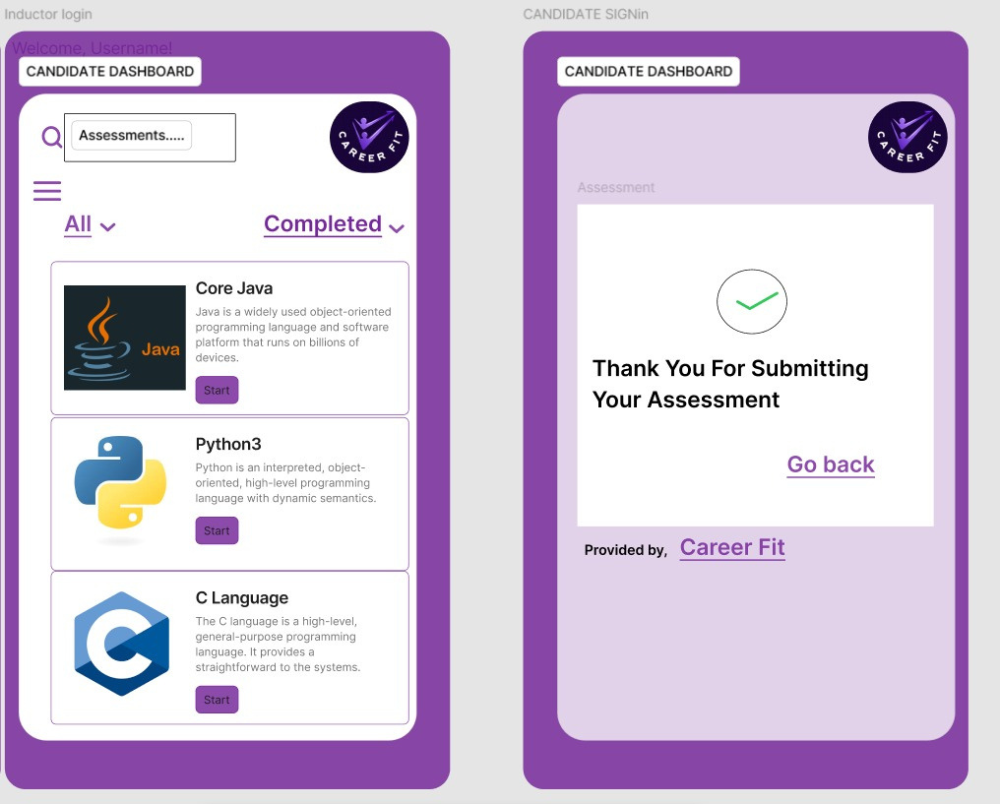 Inductor login
Welcome, Username!
CANDIDATE DASHBOARD
Assessments.....
CAREER FIT
All
Completed
Java
Core Java
Java is a widely used object-oriented
programming language and software
platform that runs on billions of
devices.
Start
Python3
Python is an interpreted, object-
oriented, high-level programming
language with dynamic semantics.
Start
C Language
The C language is a high-level,
general-purpose programming
language. It provides a
straightforward to the systems.
Start
CANDIDATE SIGNin
CANDIDATE DASHBOARD
CAREER FIT
Assessment
Thank You For Submitting
Your Assessment
Go back
Provided by, Career Fit